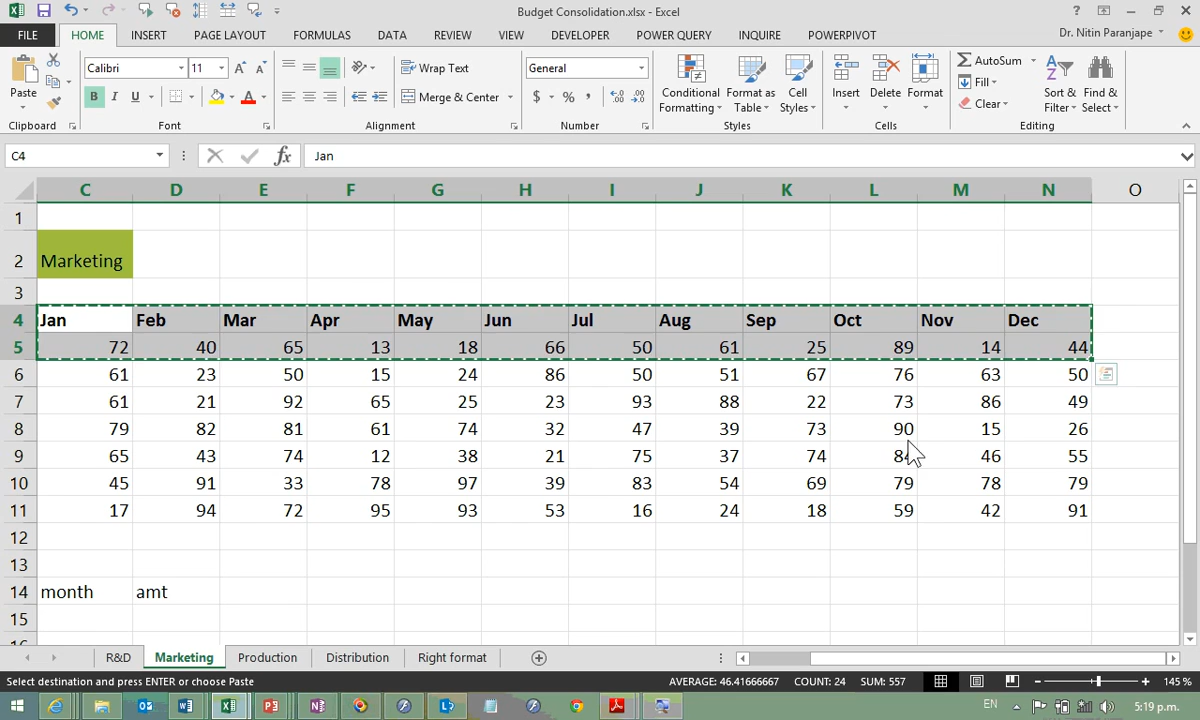 Budget Consolidation.xlsx - Excel
?
FILE HOME INSERT PAGE LAYOUT FORMULAS DATA REVIEW VIEW DEVELOPER POWER QUERY INQUIRE POWERPIVOT Dr. Nitin Paranjape
Calibri 11 A A Wrap Text General AutoSum
Paste Fill
B I U A Merge & Center $ % , Clear
Conditional Formatting Format as Table Cell Styles Insert Delete Format Sort & Filter Find & Select
Clipboard Font Alignment Number Styles Cells Editing
C4 fx Jan
C D E F G H I J K L M N O
1
2 Marketing
3
4 Jan Feb Mar Apr May Jun Jul Aug Sep Oct Nov Dec
5 72 40 65 13 18 66 50 61 25 89 14 44
6 61 23 50 15 24 86 50 51 67 76 63 50
7 61 21 92 65 25 23 93 88 22 73 86 49
8 79 82 81 61 74 32 47 39 73 90 15 26
9 65 43 74 12 38 21 75 37 74 84 46 55
10 45 91 33 78 97 39 83 54 69 79 78 79
11 17 94 72 95 93 53 16 24 18 59 42 91
12
13
14 month amt
15
16
R&D Marketing Production Distribution Right format
Select destination and press ENTER or choose Paste AVERAGE: 46.41666667 COUNT: 24 SUM: 557 145 %
EN 5:19 p.m.